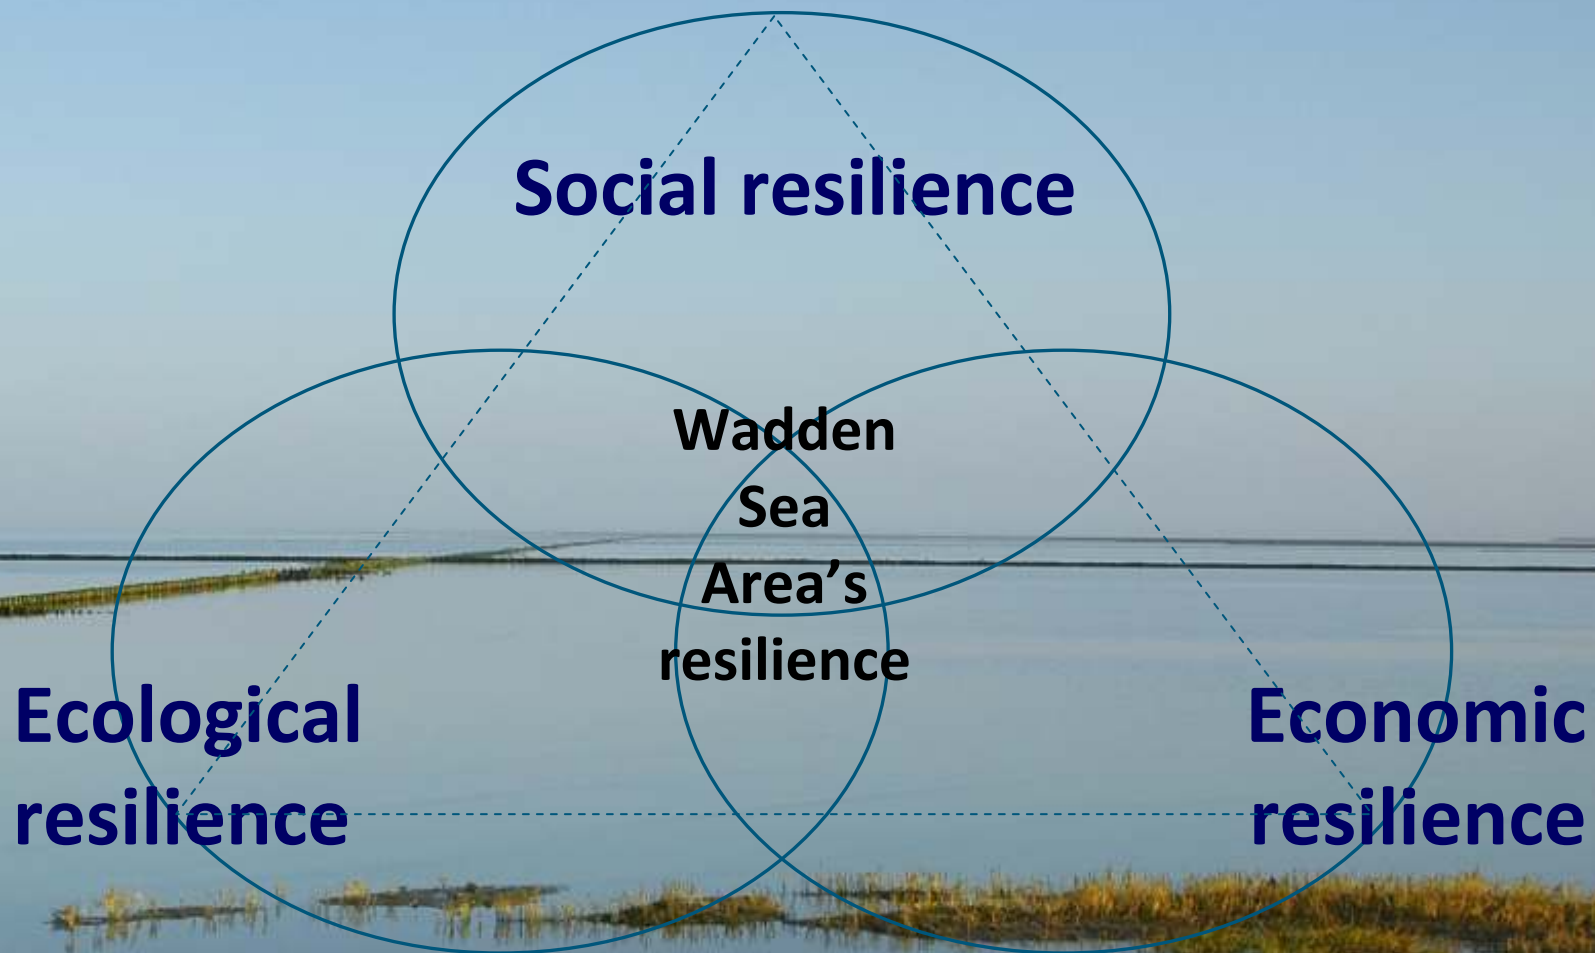 Social resilience
Wadden
Sea
Area’s
resilience
Ecological
resilience
Economic
resilience